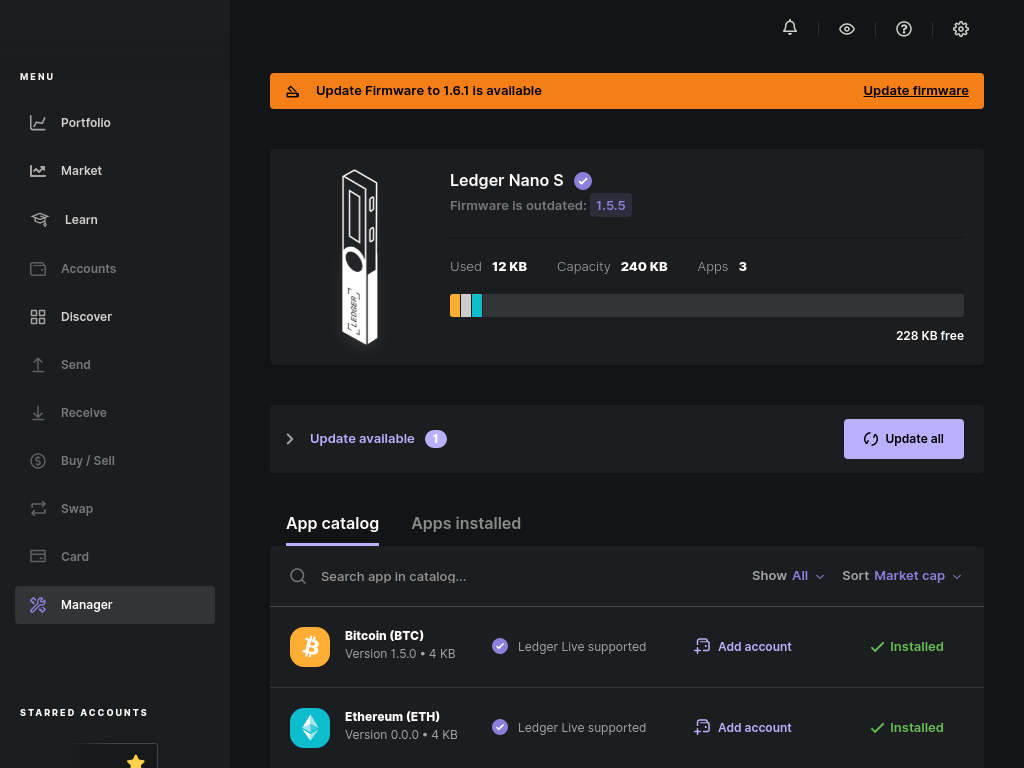 MENU
Portfolio
Market
Learn
Accounts
Discover
Send
Receive
Buy / Sell
Swap
Card
Manager
STARRED ACCOUNTS
Update Firmware to 1.6.1 is available
Update firmware
LEDGER
Ledger Nano S
Firmware is outdated: 1.5.5
Used 12 KB Capacity 240 KB Apps 3
228 KB free
Update available 1
Update all
App catalog Apps installed
Search app in catalog...
Show All Sort Market cap
Bitcoin (BTC)
Version 1.5.0 • 4 KB
Ledger Live supported
Add account
Installed
Ethereum (ETH)
Version 0.0.0 • 4 KB
Ledger Live supported
Add account
Installed